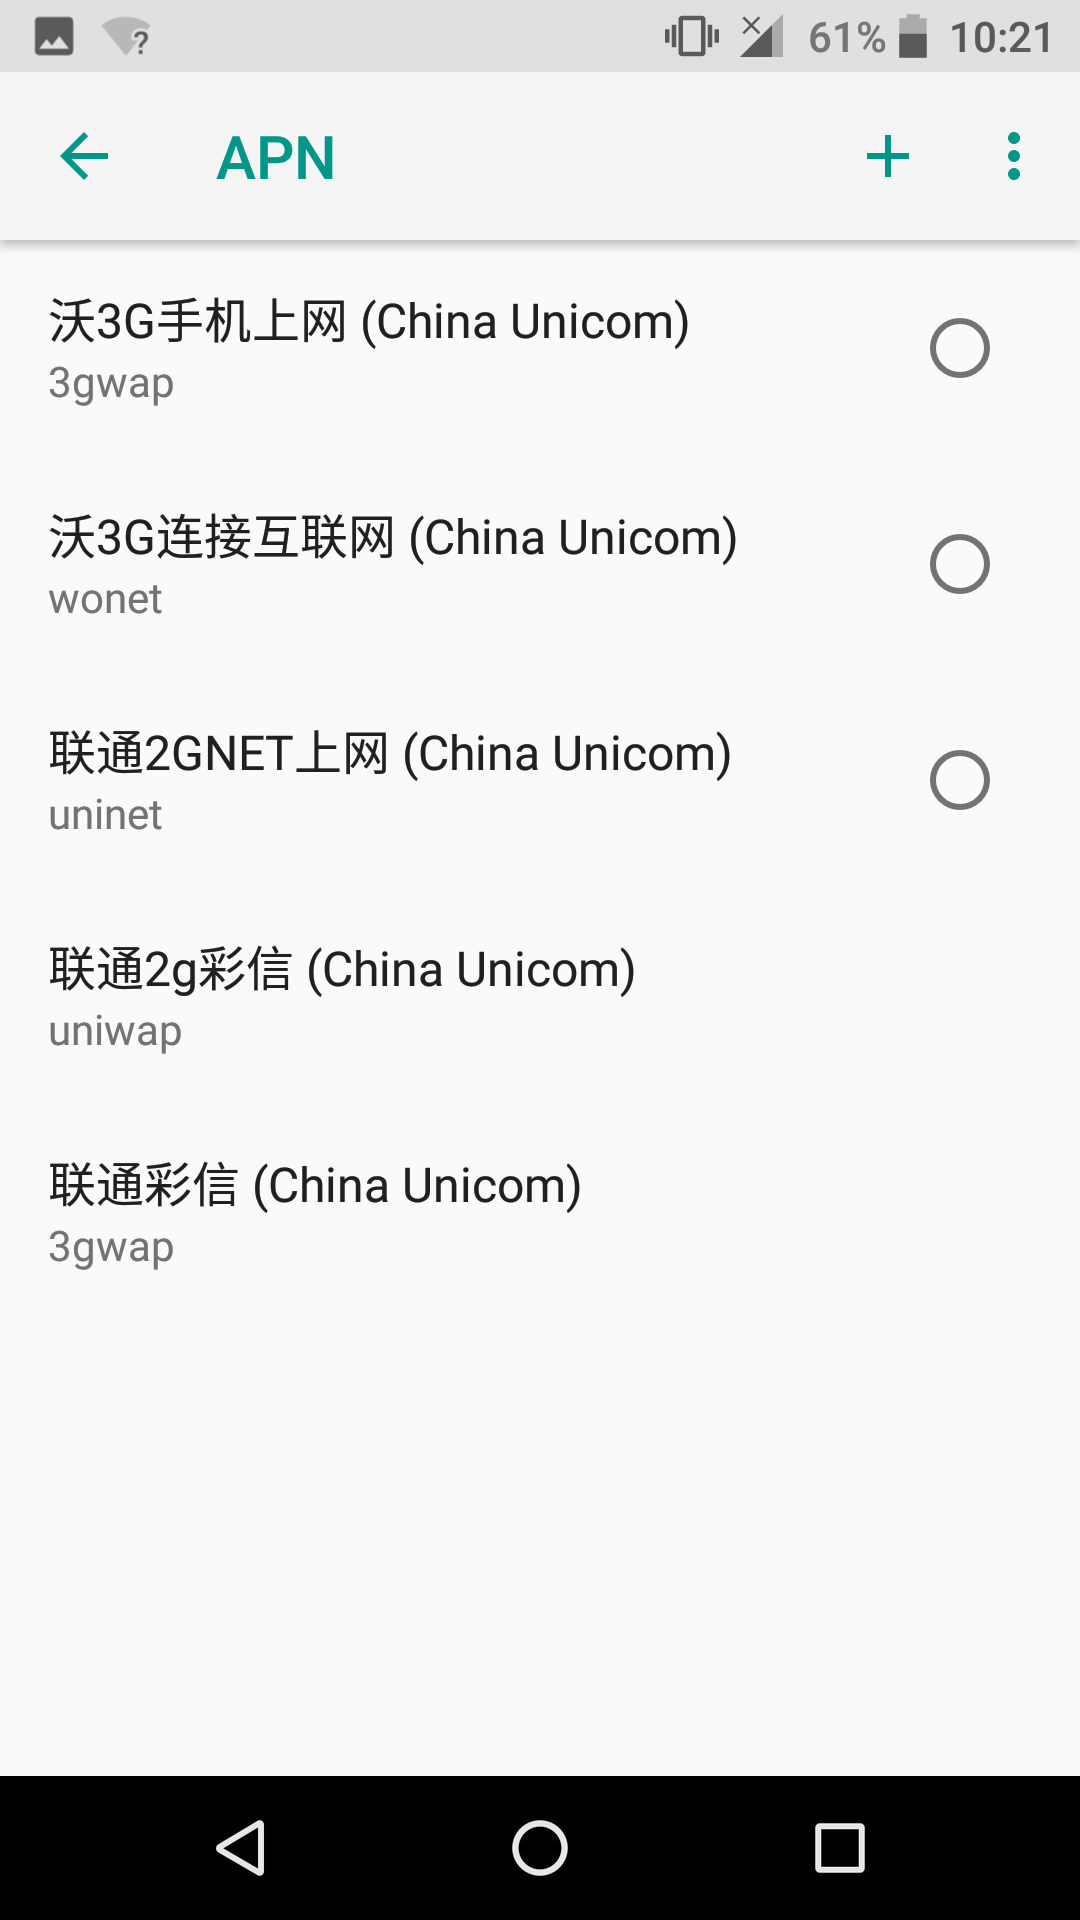 61% 10:21
APN
沃3G手机上网 (China Unicom)
3gwap
沃3G连接互联网 (China Unicom)
wonet
联通2GNET上网 (China Unicom)
uninet
联通2g彩信 (China Unicom)
uniwap
联通彩信 (China Unicom)
3gwap